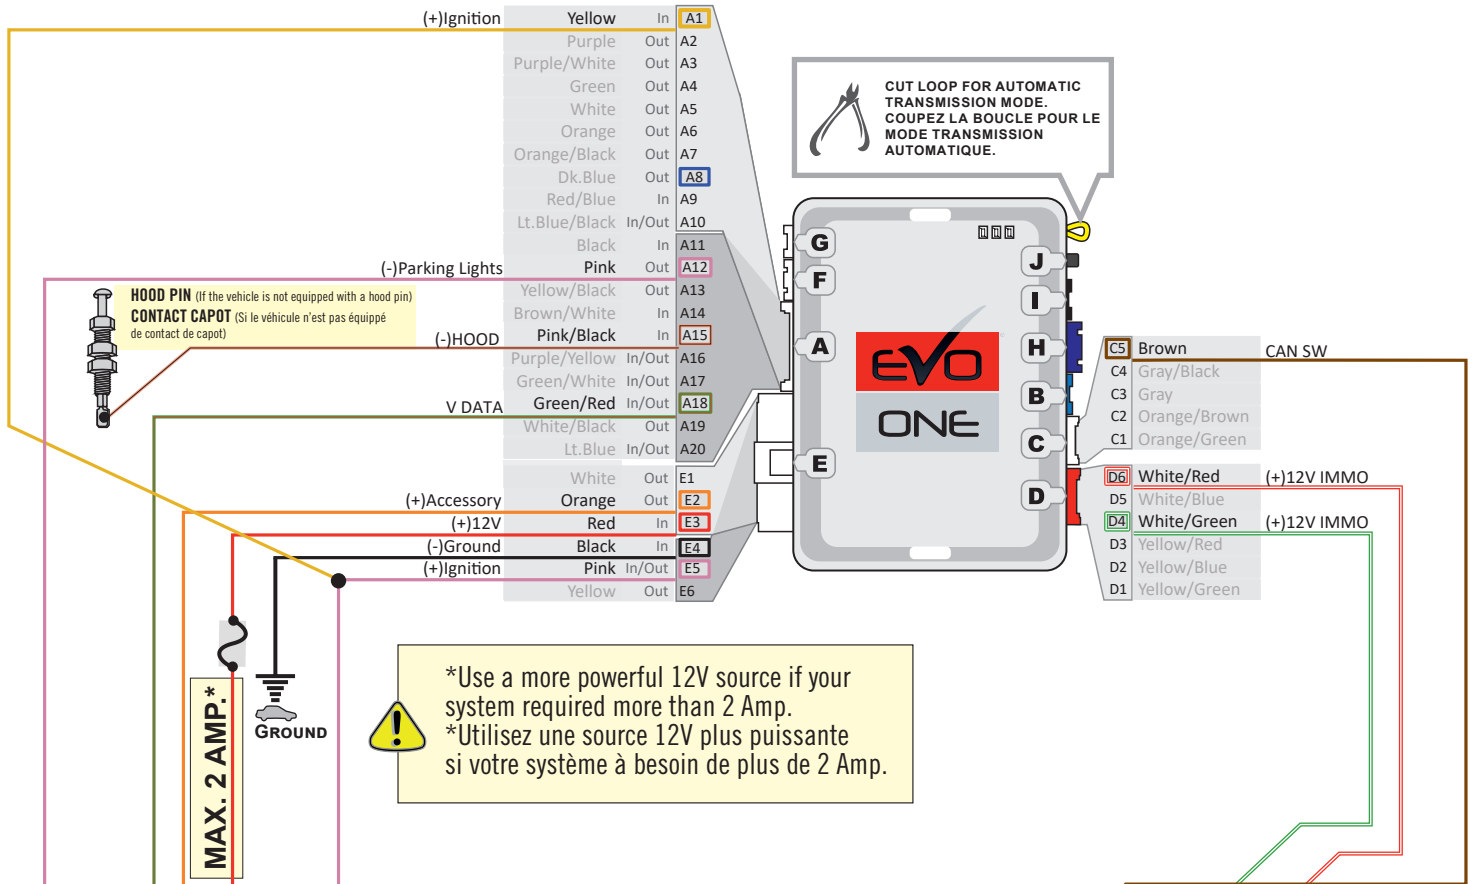 (+)Ignition Yellow In A1
Purple Out A2
Purple/White Out A3
Green Out A4
White Out A5
Orange Out A6
Orange/Black Out A7
Dk.Blue Out A8
Red/Blue In A9
Lt.Blue/Black In/Out A10
Black In A11
(-)Parking Lights Pink Out A12
Yellow/Black Out A13
Brown/White In A14
(-)HOOD Pink/Black In A15
Purple/Yellow In/Out A16
Green/White In/Out A17
V DATA Green/Red In/Out A18
White/Black Out A19
Lt.Blue In/Out A20
White Out E1
(+)Accessory Orange Out E2
(+)12V Red In E3
(-)Ground Black In E4
(+)Ignition Pink In/Out E5
Yellow Out E6
HOOD PIN (If the vehicle is not equipped with a hood pin)
CONTACT CAPOT (Si le véhicule n'est pas équipé
de contact de capot)
CUT LOOP FOR AUTOMATIC
TRANSMISSION MODE.
COUPEZ LA BOUCLE POUR LE
MODE TRANSMISSION
AUTOMATIQUE.
G
F
A
E
J
I
H
B
C
D
EVO
ONE
C5 Brown CAN SW
C4 Gray/Black
C3 Gray
C2 Orange/Brown
C1 Orange/Green
D6 White/Red (+)12V IMMO
D5 White/Blue
D4 White/Green (+)12V IMMO
D3 Yellow/Red
D2 Yellow/Blue
D1 Yellow/Green
MAX. 2 AMP.*
GROUND
*Use a more powerful 12V source if your
system required more than 2 Amp.
*Utilisez une source 12V plus puissante
si votre système à besoin de plus de 2 Amp.